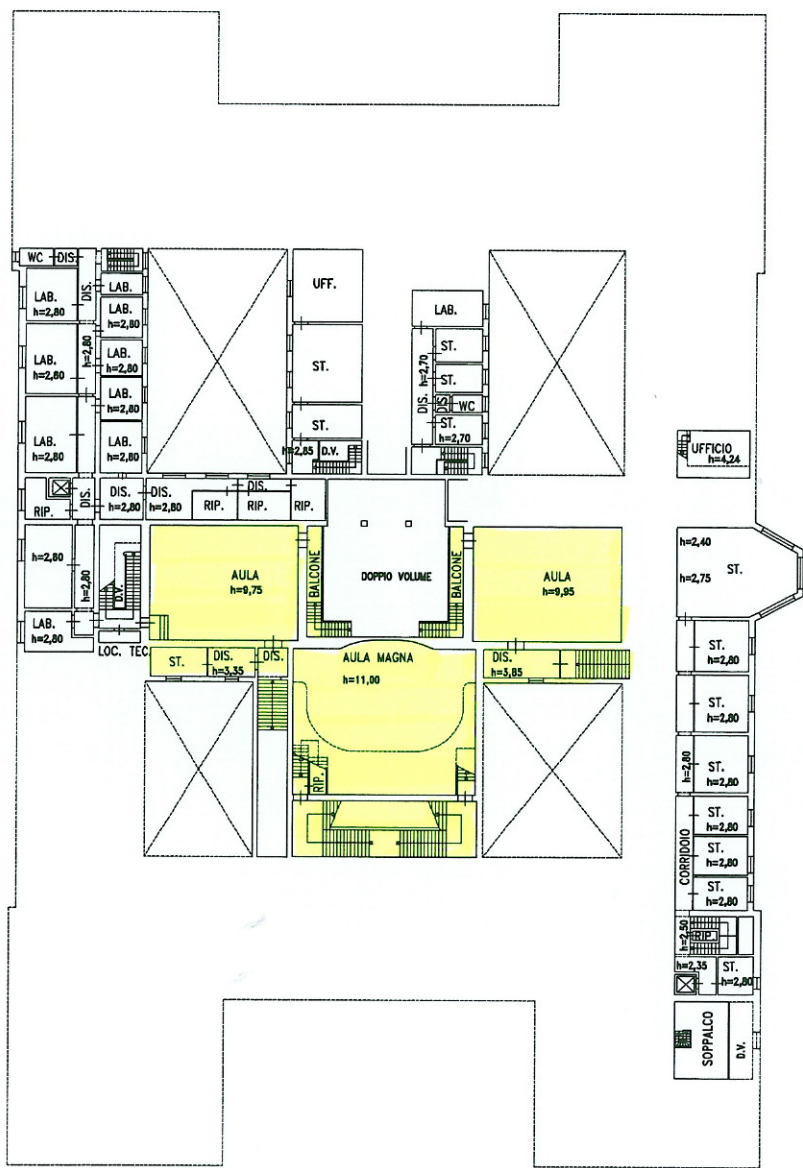 WC
DIS.
LAB.
h=2,80
DIS.
LAB.
LAB.
h=2,80
LAB.
h=2,80
h=2,80
LAB.
h=2,80
LAB.
h=2,80
LAB.
h=2,80
LAB.
h=2,80
UFF.
ST.
ST.
h=2,85
D.V.
LAB.
ST.
h=2,70
ST.
DIS.
DIS
WC
ST.
h=2,70
UFFICIO
h=4,24
RIP.
DIS.
DIS.
h=2,80
DIS.
h=2,80
DIS.
RIP.
RIP.
RIP.
h=2,80
h=2,80
D.V.
LAB.
h=2,80
LOC. TEC.
AULA
h=9,75
BALCONE
DOPPIO VOLUME
BALCONE
AULA
h=9,95
h=2,40
h=2,75
ST.
ST.
DIS.
h=3,35
DIS.
AULA MAGNA
h=11,00
RIP.
DIS.
h=3,85
ST.
h=2,80
ST.
h=2,80
h=2,80
ST.
h=2,80
ST.
h=2,80
CORRIDOIO
ST.
h=2,80
ST.
h=2,80
h=2,50
RIP.
h=2,35
ST.
h=2,80
SOPPALCO
D.V.